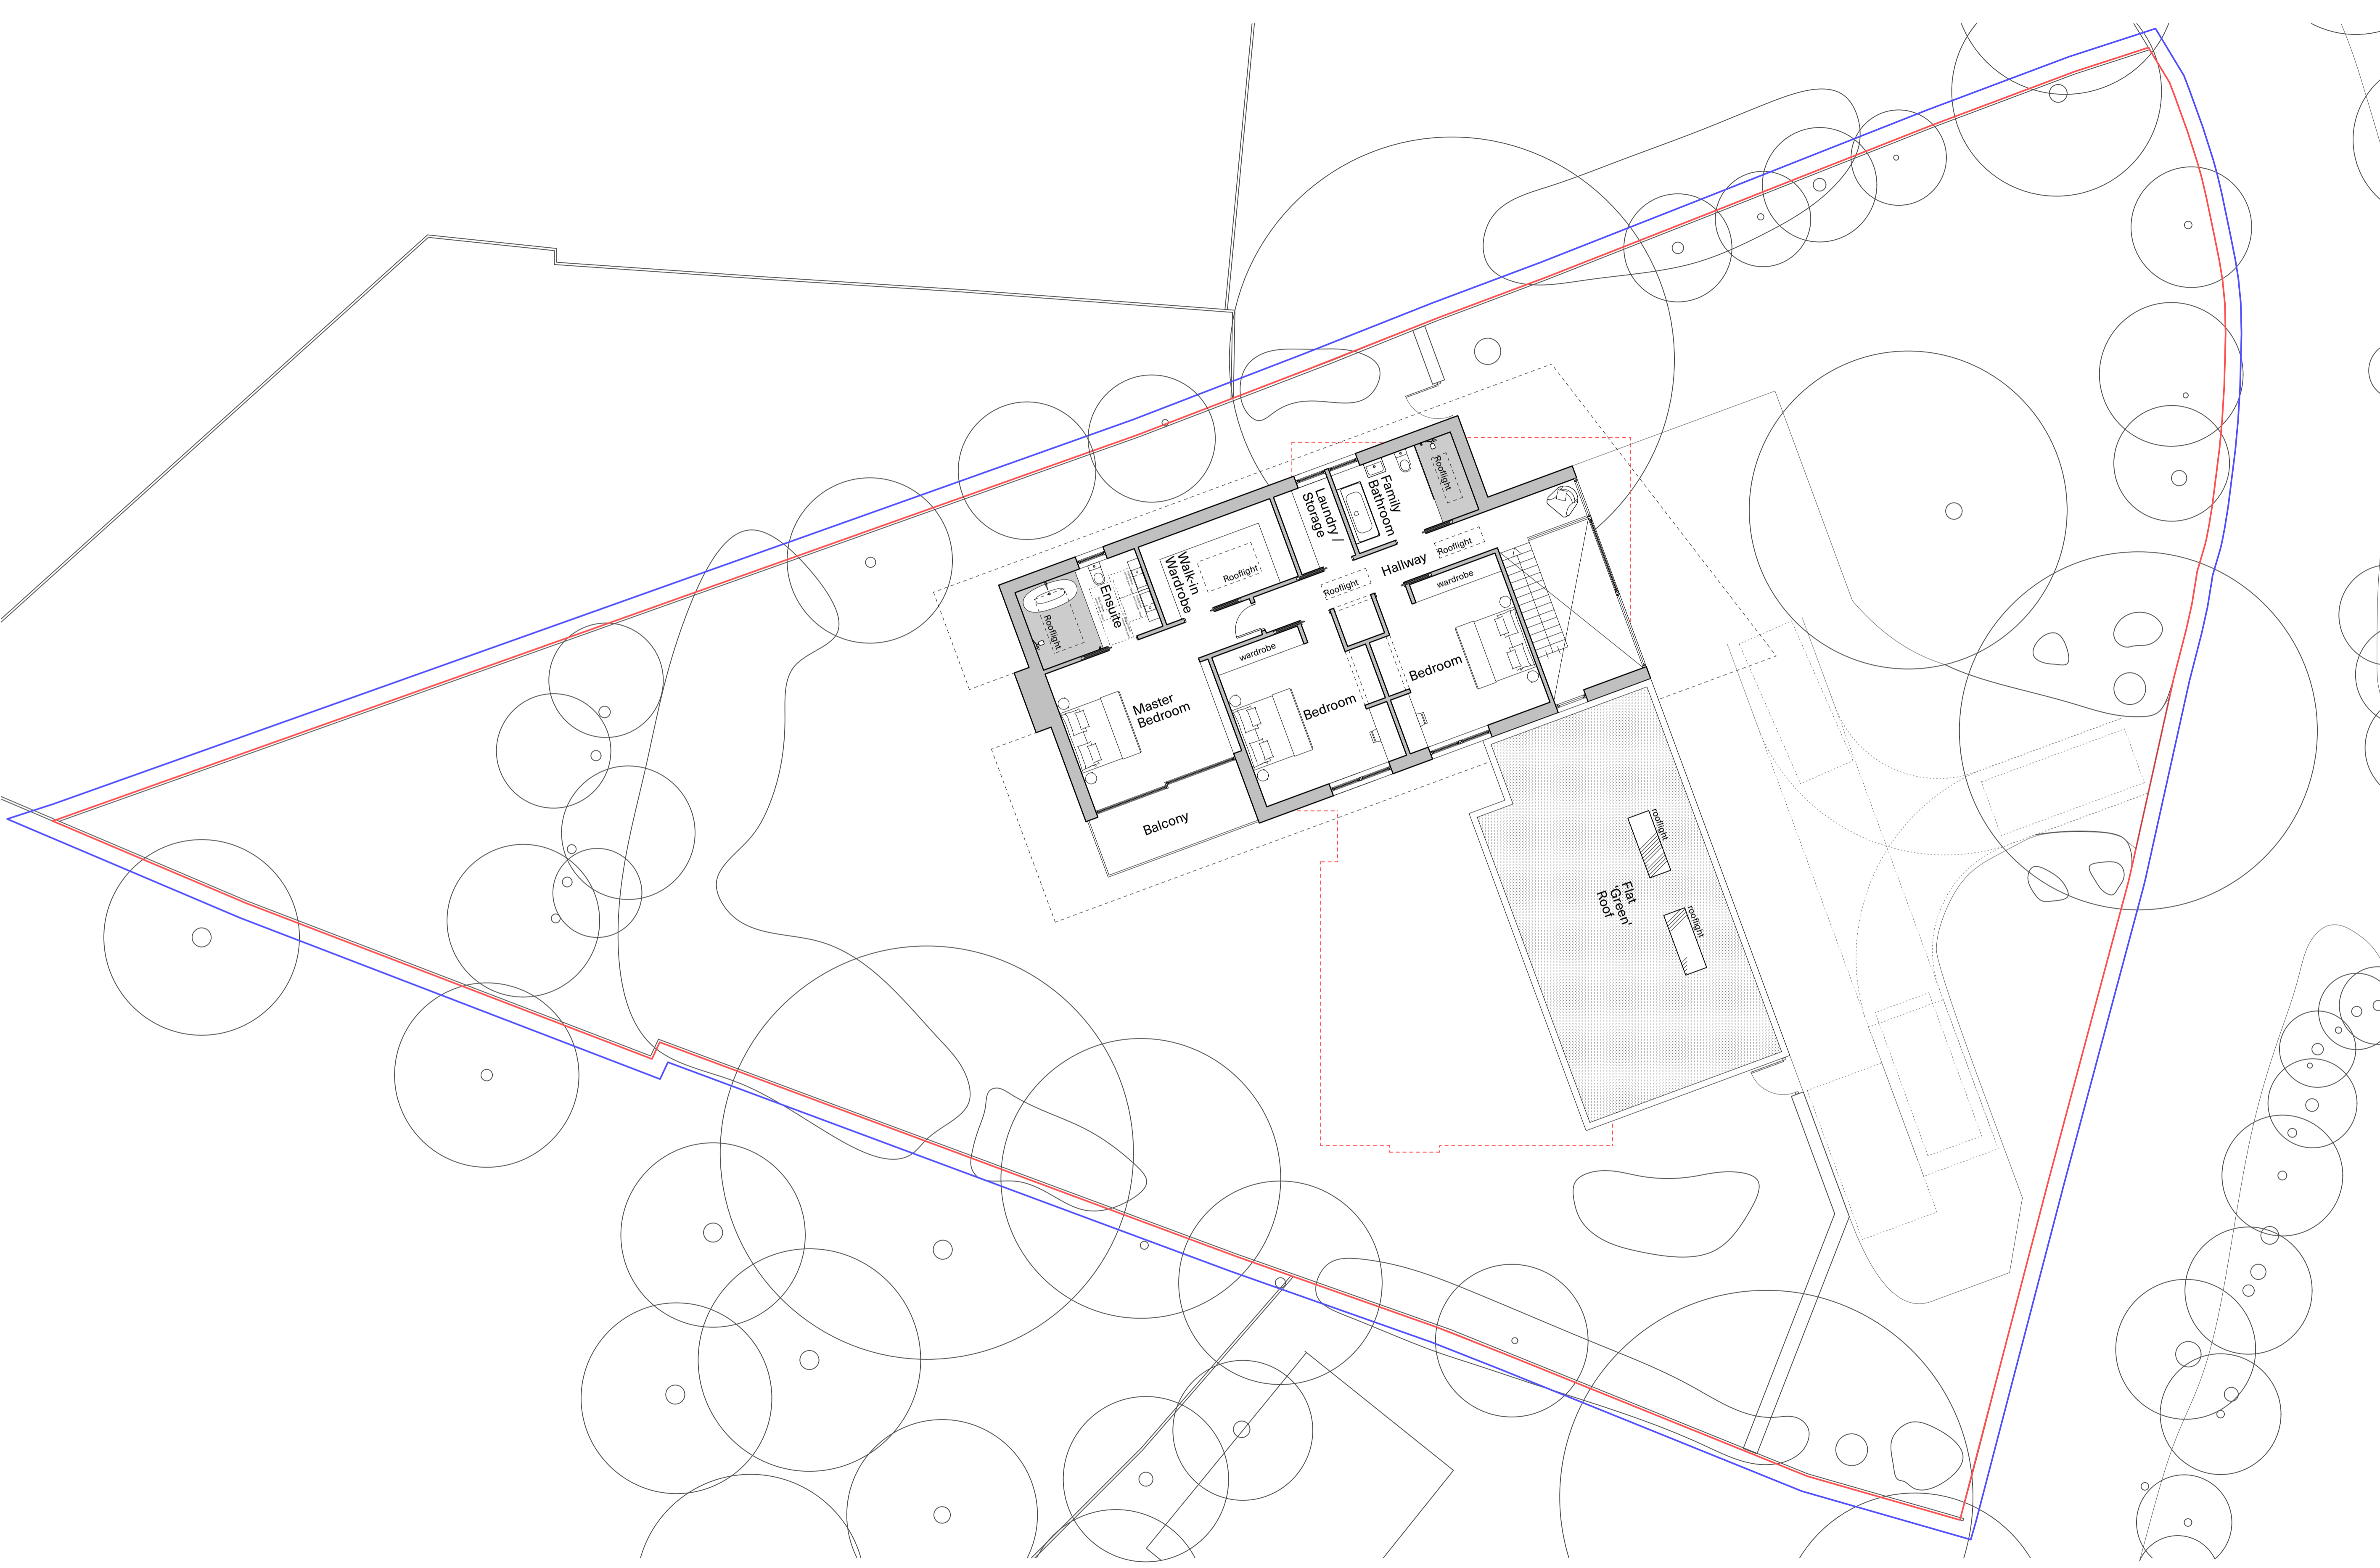 Rooflight
Family
Bathroom
Laundry /
Storage
Hallway
Rooflight
Walk-in
Wardrobe
Rooflight
Rooflight
wardrobe
Ensuite
Rooflight
wardrobe
Bedroom
Master
Bedroom
Bedroom
Balcony
rooflight
Flat
'Green'
Roof
rooflight